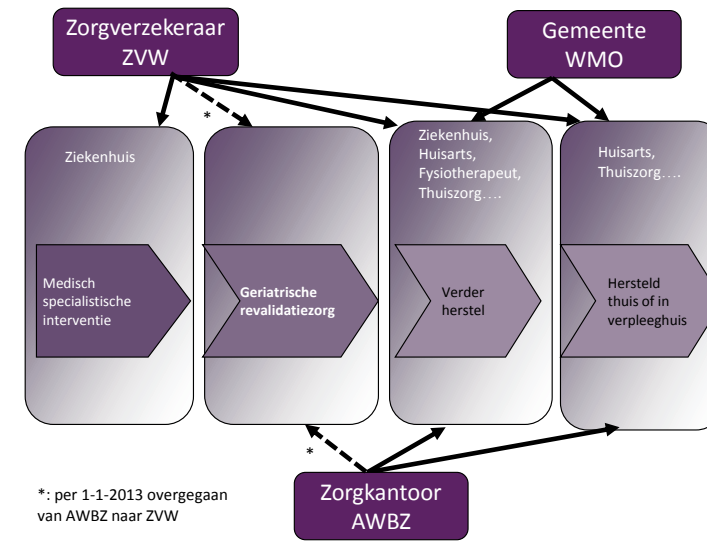 Zorgverzekeraar
ZVW
Gemeente
WMO
*
Ziekenhuis
Ziekenhuis,
Huisarts,
Fysiotherapeut,
Thuiszorg….
Huisarts,
Thuiszorg….
Medisch
specialistische
interventie
Geriatrische
revalidatiezorg
Verder
herstel
Hersteld
thuis of in
verpleeghuis
*
*: per 1-1-2013 overgegaan
van AWBZ naar ZVW
Zorgkantoor
AWBZ